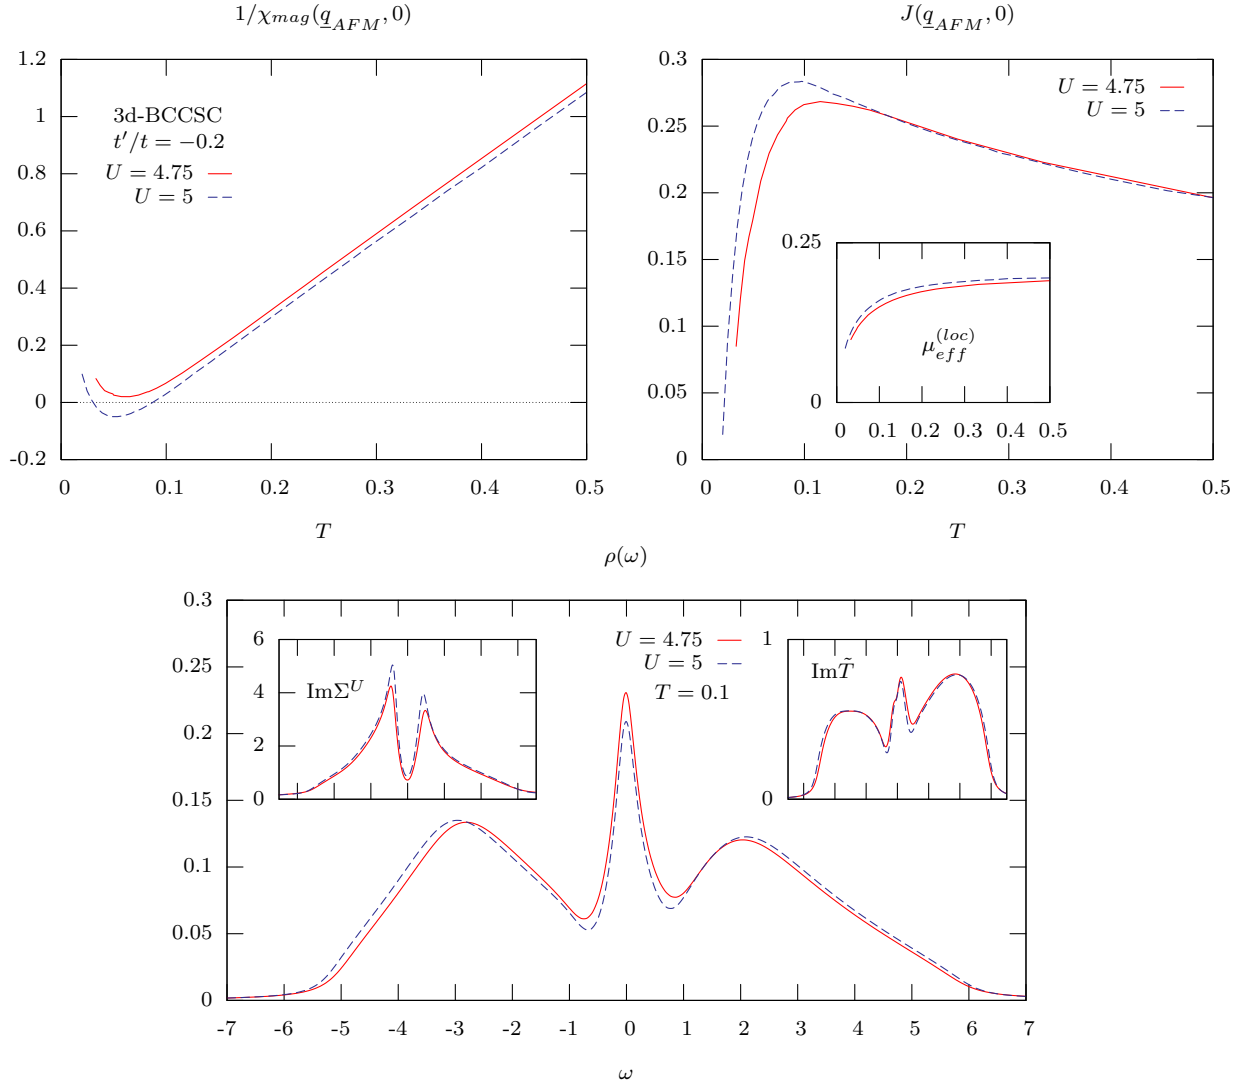 1/χ_mag(q_AFM, 0)
1.2
1
0.8
0.6
0.4
0.2
0
-0.2
3d-BCCSC
t′/t = −0.2
U = 4.75
U = 5
0 0.1 0.2 0.3 0.4 0.5
T
J(q_AFM, 0)
0.3
0.25
0.2
0.15
0.1
0.05
0
U = 4.75
U = 5
0.25
0
μ_eff^(loc)
0 0.1 0.2 0.3 0.4 0.5
0 0.1 0.2 0.3 0.4 0.5
T
ρ(ω)
0.3
0.25
0.2
0.15
0.1
0.05
0
6
4
2
0
ImΣ^U
U = 4.75
U = 5
T = 0.1
1
0
ImT̃
-7 -6 -5 -4 -3 -2 -1 0 1 2 3 4 5 6 7
ω